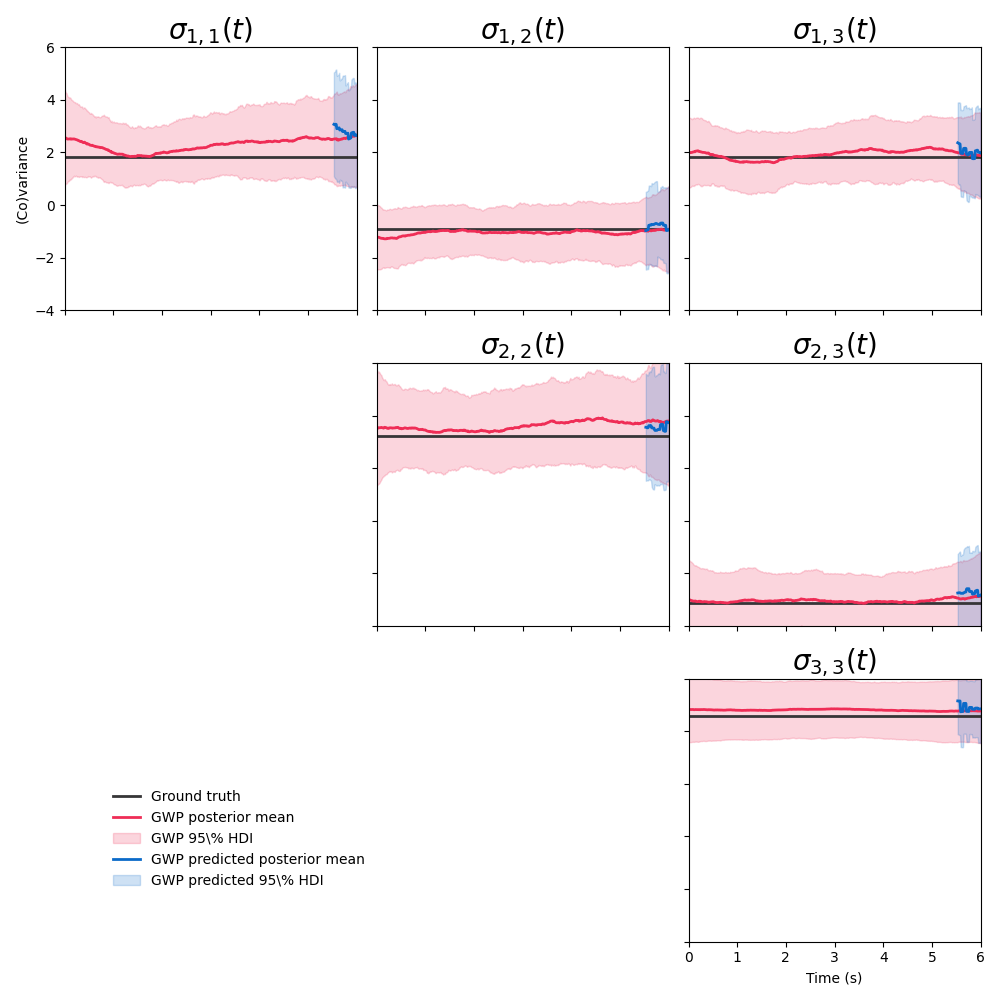 σ1,1(t)
σ1,2(t)
σ1,3(t)
6
4
2
0
−2
−4
(Co)variance
σ2,2(t)
σ2,3(t)
σ3,3(t)
Ground truth
GWP posterior mean
GWP 95\% HDI
GWP predicted posterior mean
GWP predicted 95\% HDI
0 1 2 3 4 5 6
Time (s)